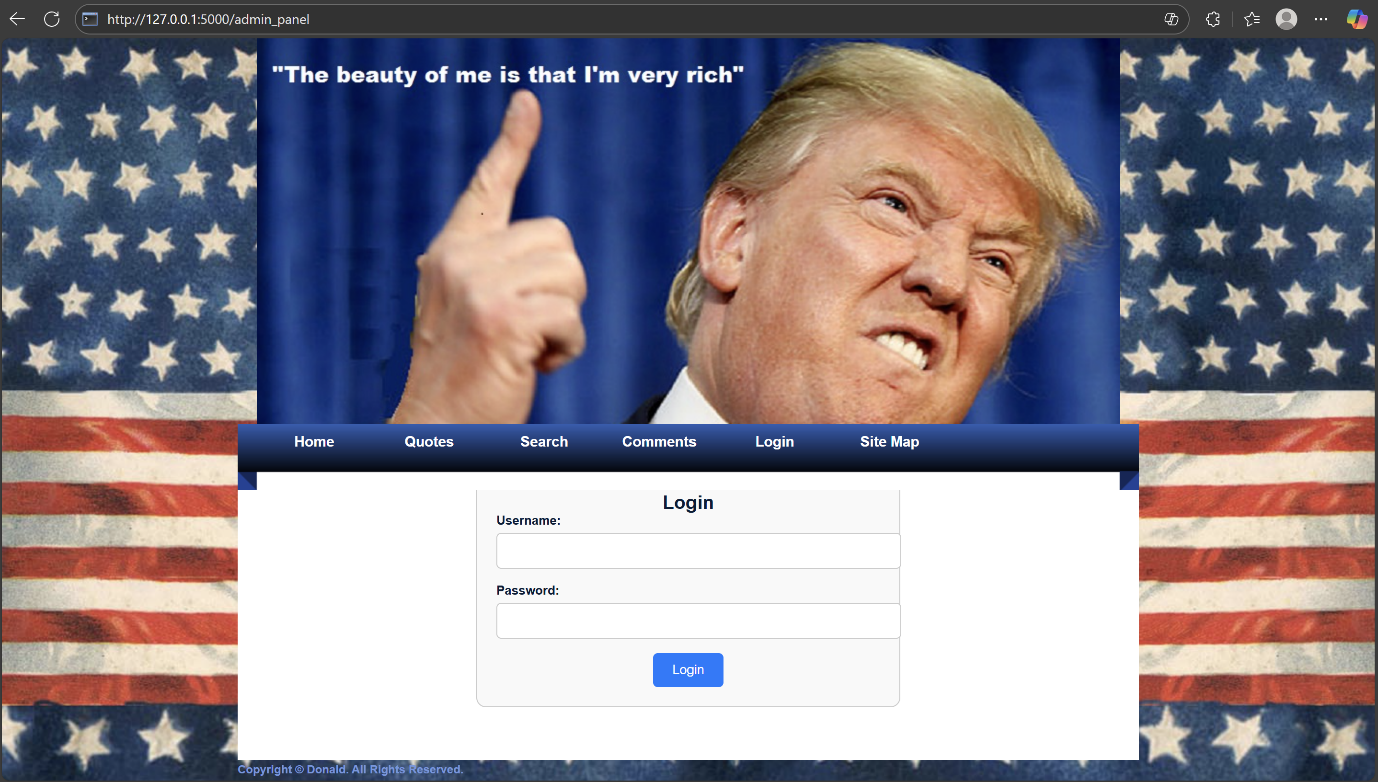 http://127.0.0.1:5000/admin_panel
"The beauty of me is that I'm very rich"
Home Quotes Search Comments Login Site Map
Login
Username:
Password:
Login
Copyright © Donald. All Rights Reserved.